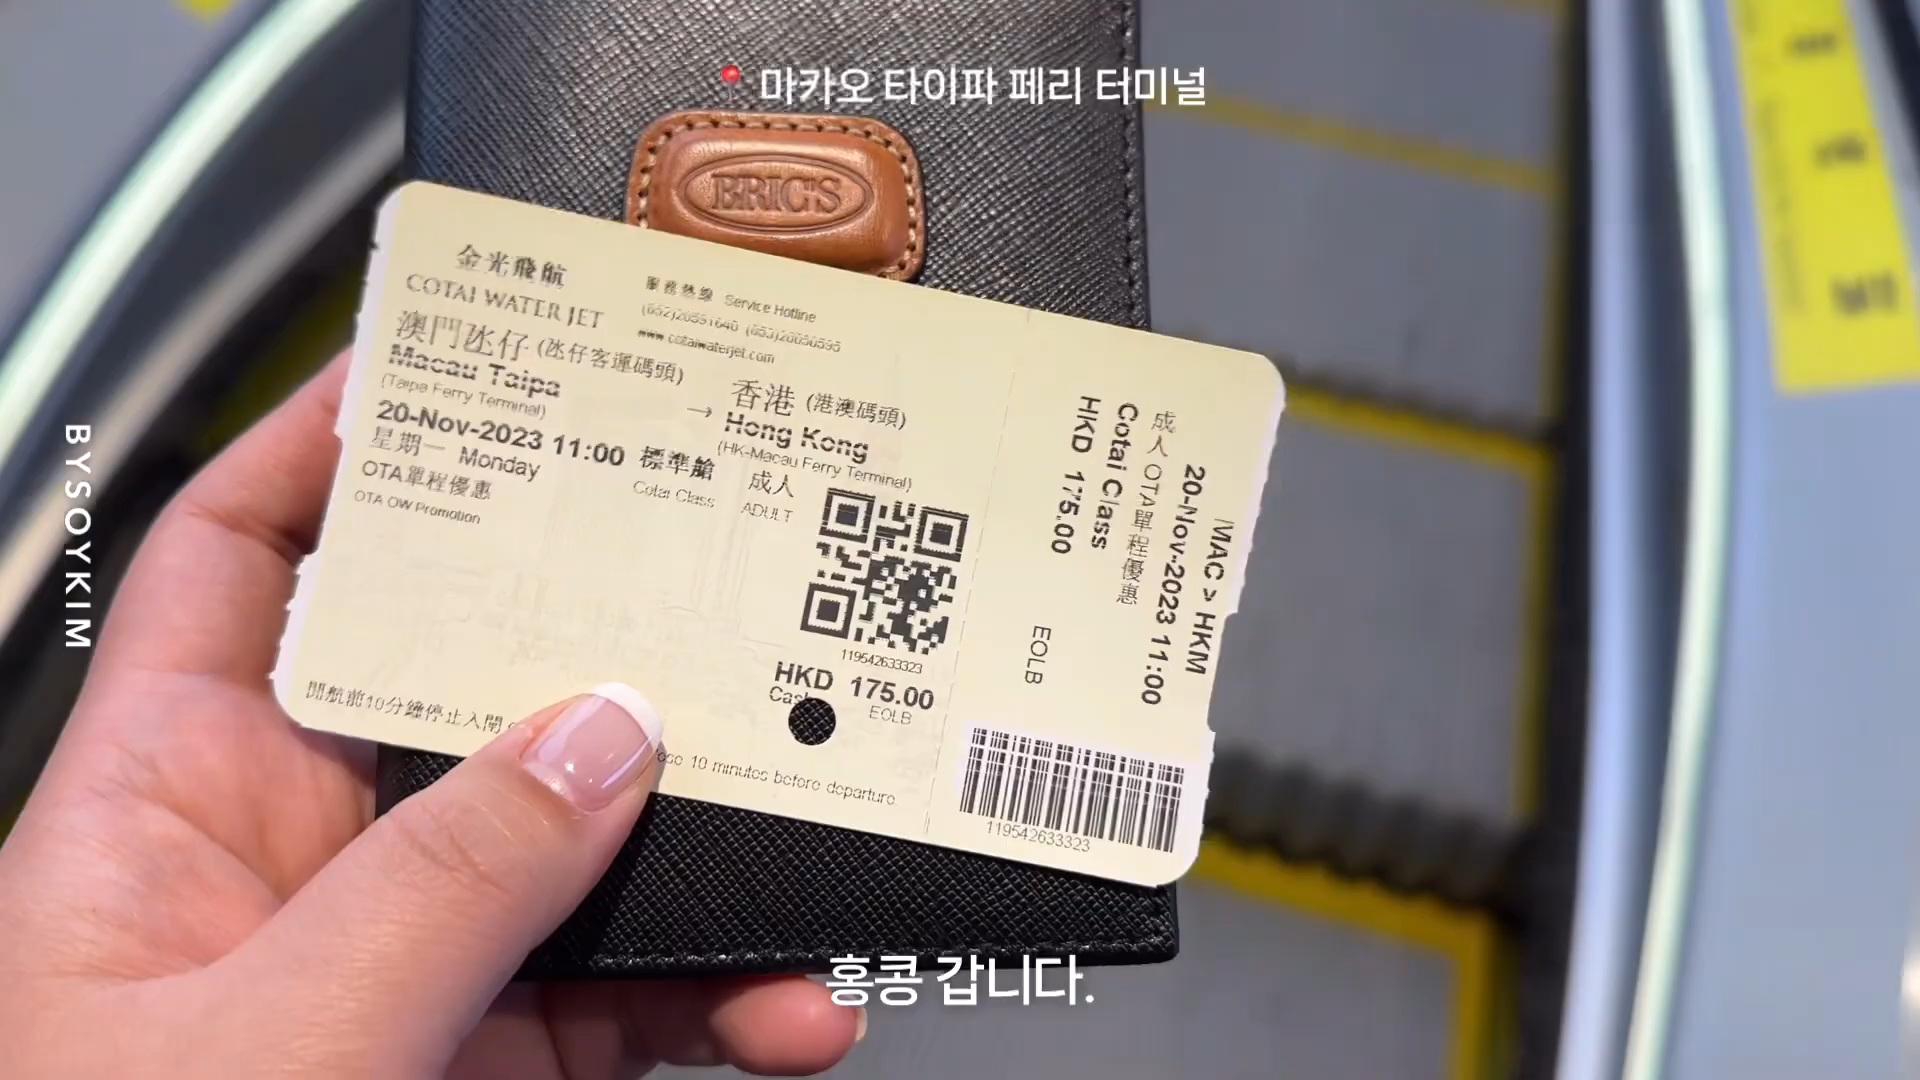 마카오 타이파 페리 터미널
BRIC'S
金光飛航
COTAI WATER JET
服務熱線 Service Hotline
www.cotaiwaterjet.com
澳門氹仔 (氹仔客運碼頭)
Macau Taipa
(Taipa Ferry Terminal)
→ 香港 (港澳碼頭)
Hong Kong
(HK-Macau Ferry Terminal)
20-Nov-2023 11:00
星期一 Monday
標準艙
Cotai Class
成人
ADULT
OTA單程優惠
OTA OW Promotion
119542633323
HKD 175.00
EOLB
開航前10分鐘停止入閘
10 minutes before departure
MAC > HKM
20-Nov-2023 11:00
成人 OTA單程優惠
Cotai Class
HKD 175.00
EOLB
119542633323
BYSOYKIM
홍콩 갑니다.